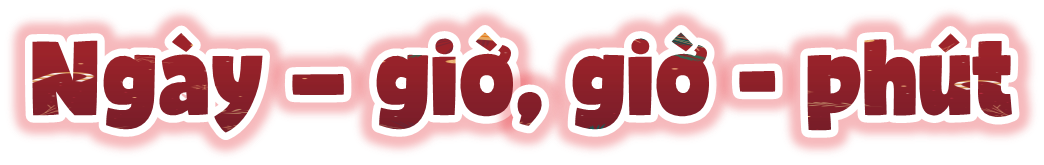 Ngày – giờ, giờ - phút